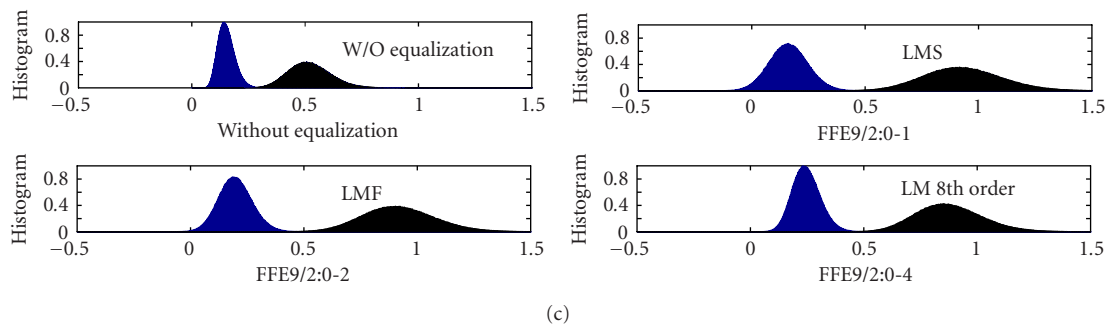 Histogram
0.8
0.4
0
W/O equalization
−0.5 0 0.5 1 1.5
Without equalization
Histogram
0.8
0.4
0
LMS
−0.5 0 0.5 1 1.5
FFE9/2:0-1
Histogram
0.8
0.4
0
LMF
−0.5 0 0.5 1 1.5
FFE9/2:0-2
Histogram
0.8
0.4
0
LM 8th order
−0.5 0 0.5 1 1.5
FFE9/2:0-4
(c)